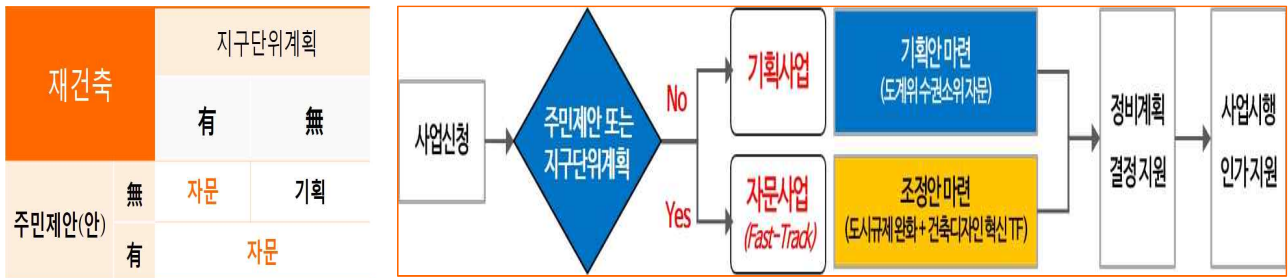 재건축
지구단위계획
有 無
주민제안(안)
無 자문 기획
有 자문
사업신청
주민제안 또는
지구단위계획
No
Yes
기획사업
자문사업
(Fast-Track)
기획안 마련
(도계위 수권소위 자문)
조정안 마련
(도시규제 완화 + 건축디자인 혁신 TF)
정비계획
결정 지원
사업시행
인가 지원